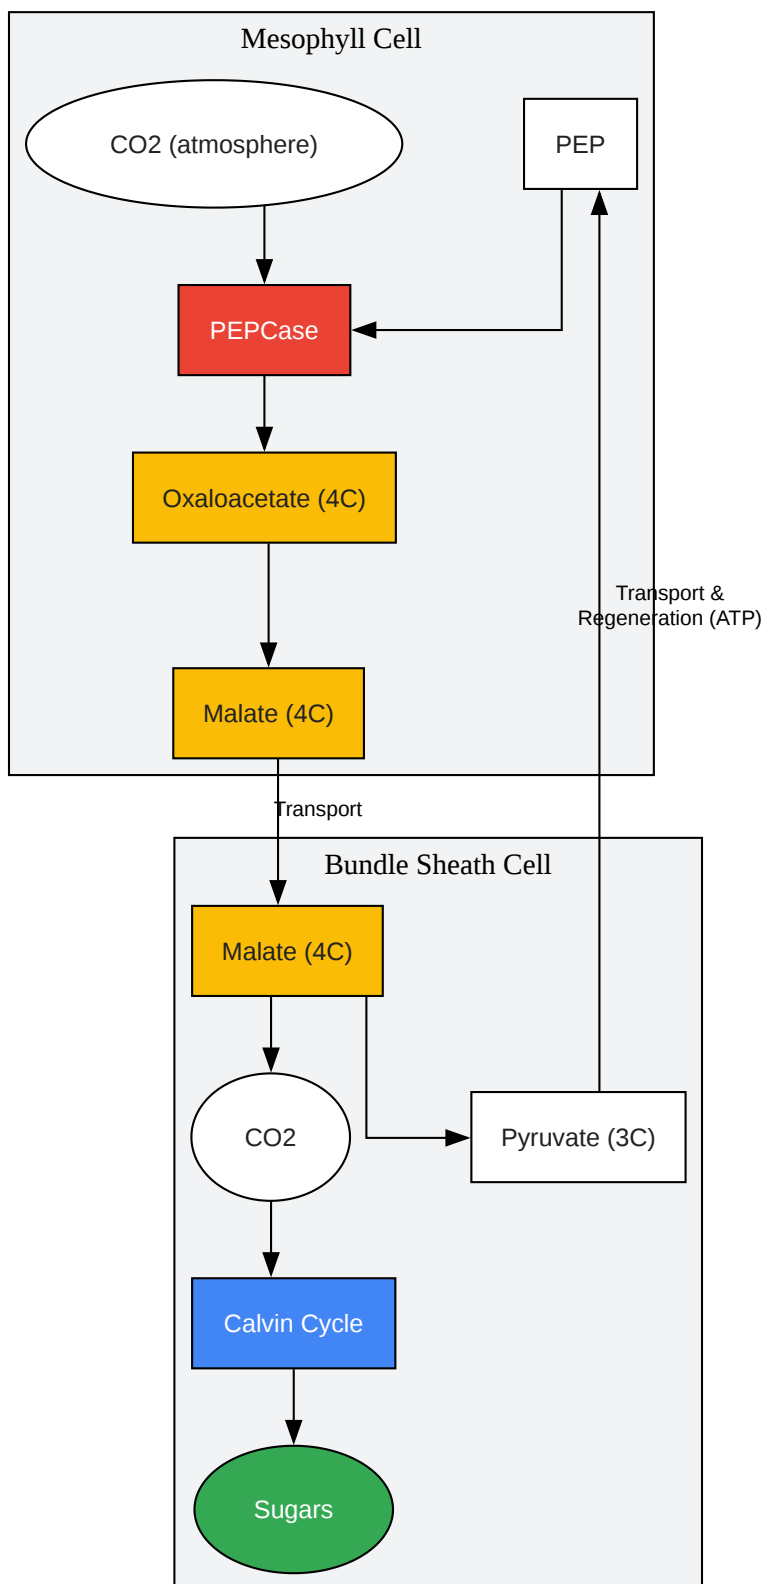 Mesophyll Cell
CO2 (atmosphere)
PEP
PEPCase
Oxaloacetate (4C)
Transport &
Regeneration (ATP)
Malate (4C)
Transport
Bundle Sheath Cell
Malate (4C)
CO2
Pyruvate (3C)
Calvin Cycle
Sugars